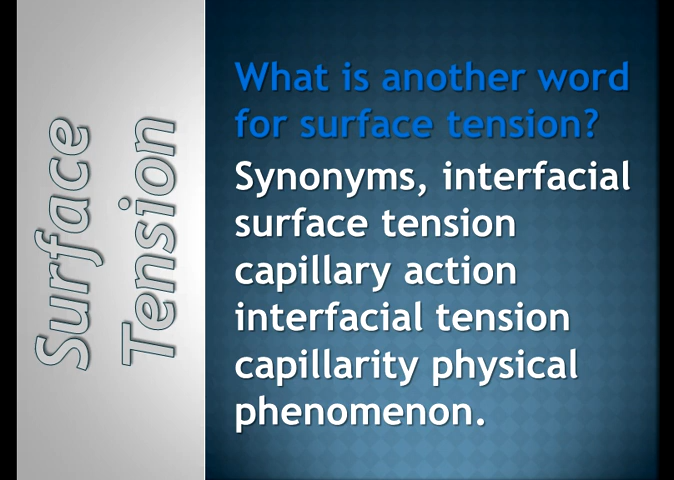 Surface
Tension
What is another word
for surface tension?
Synonyms, interfacial
surface tension
capillary action
interfacial tension
capillarity physical
phenomenon.